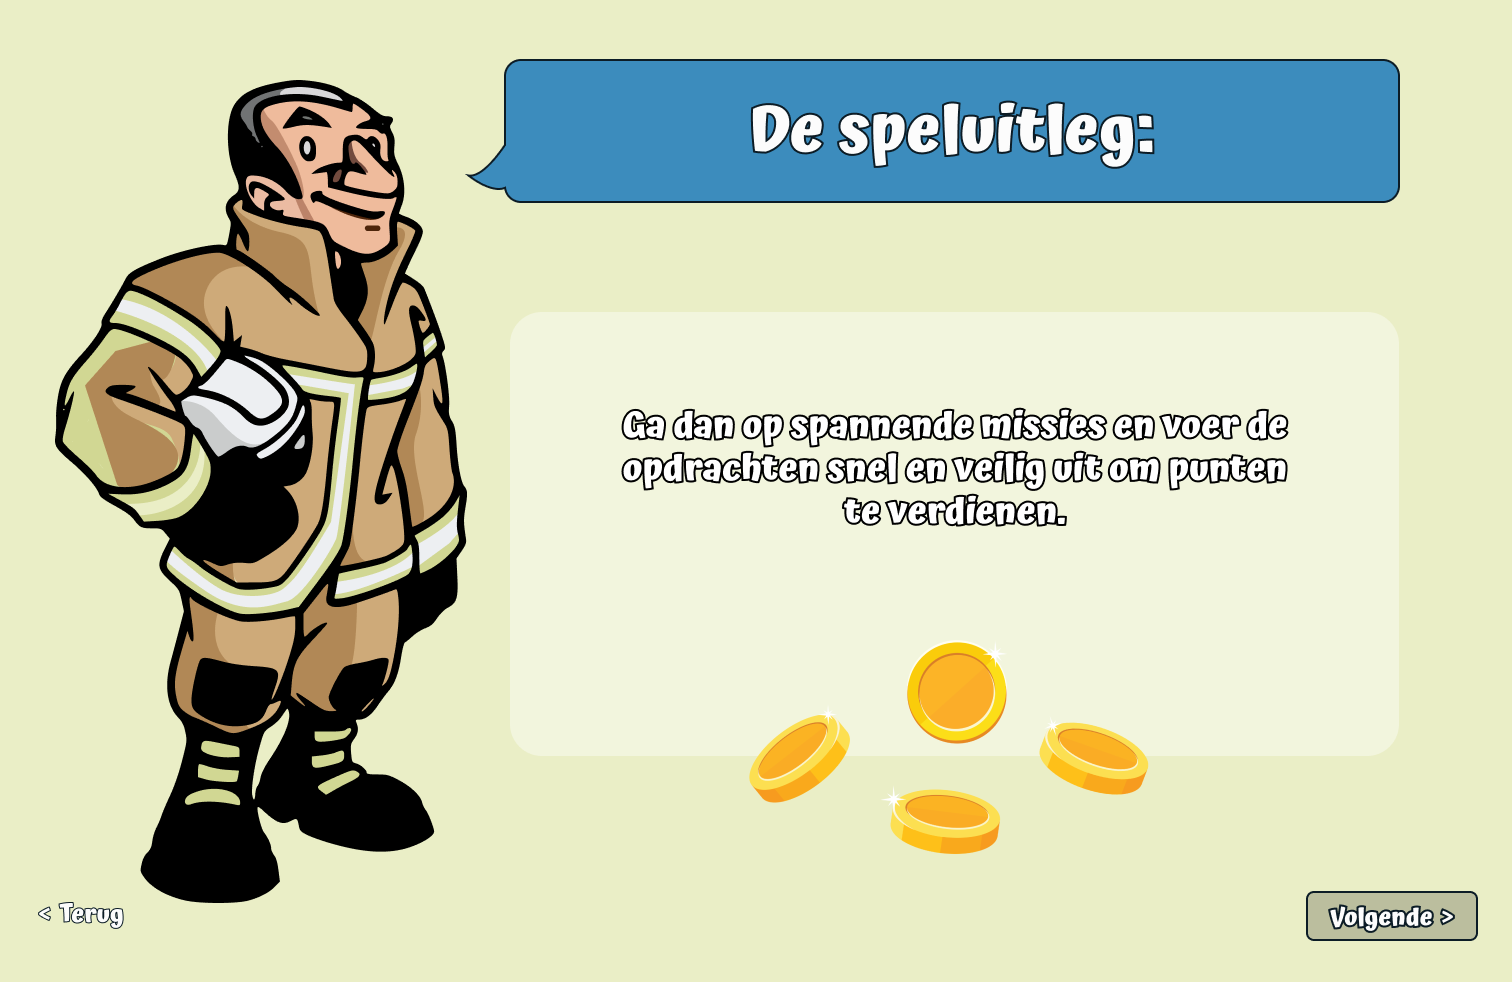 De speluitleg:
Ga dan op spannende missies en voer de
opdrachten snel en veilig uit om punten
te verdienen.
< Terug
Volgende >